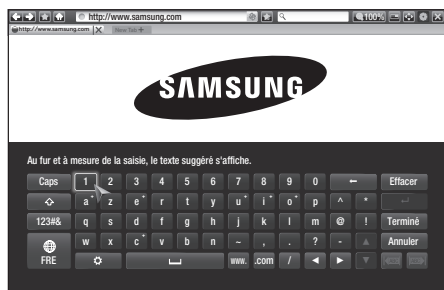 http://www.samsung.com 100%
http://www.samsung.com New Tab
SAMSUNG
Au fur et à mesure de la saisie, le texte suggéré s'affiche.
Caps 1 2 3 4 5 6 7 8 9 0 Effacer
a z e r t y u i o p ^ *
123#& q s d f g h j k l m @ ! Terminé
w x c v b n ~ , . ? - Annuler
FRE www. .com /